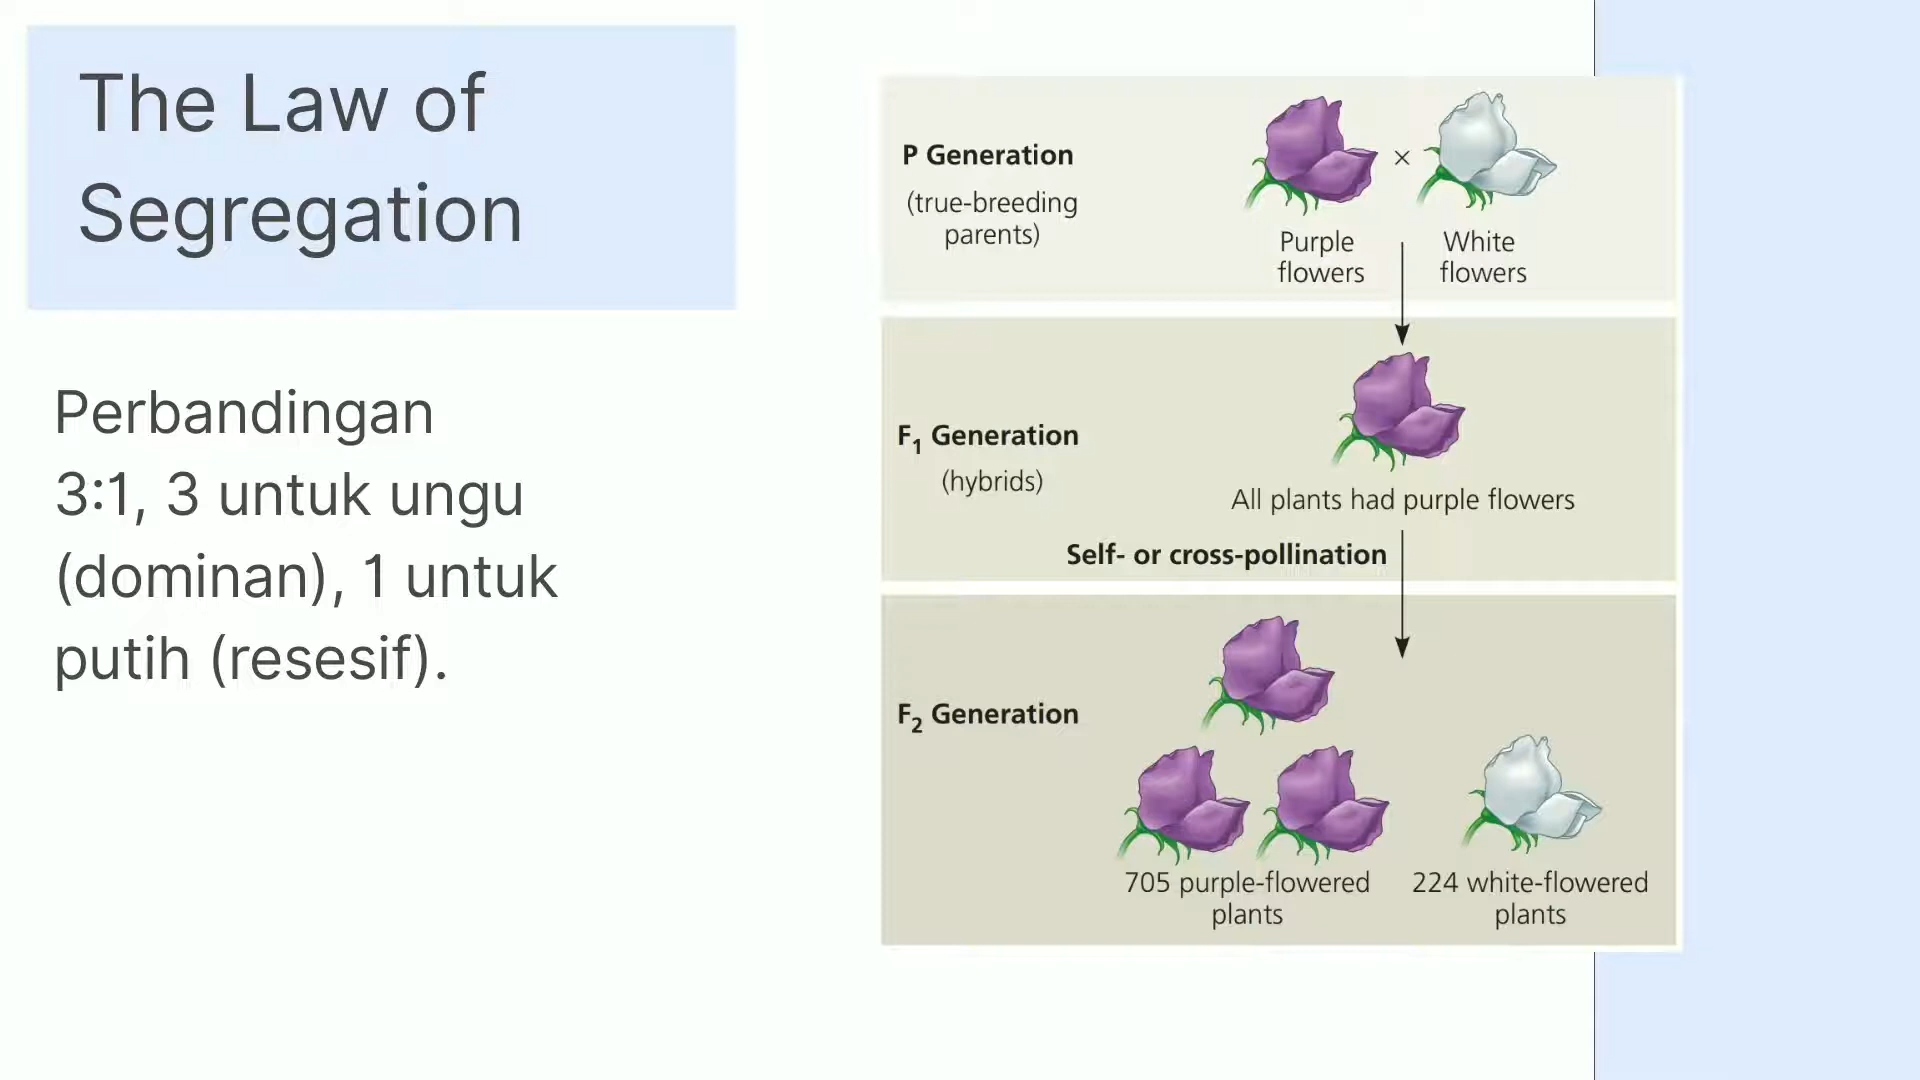 The Law of
Segregation
Perbandingan
3:1, 3 untuk ungu
(dominan), 1 untuk
putih (resesif).
P Generation
(true-breeding
parents)
×
Purple
flowers
White
flowers
F₁ Generation
(hybrids)
All plants had purple flowers
Self- or cross-pollination
F₂ Generation
705 purple-flowered
plants
224 white-flowered
plants